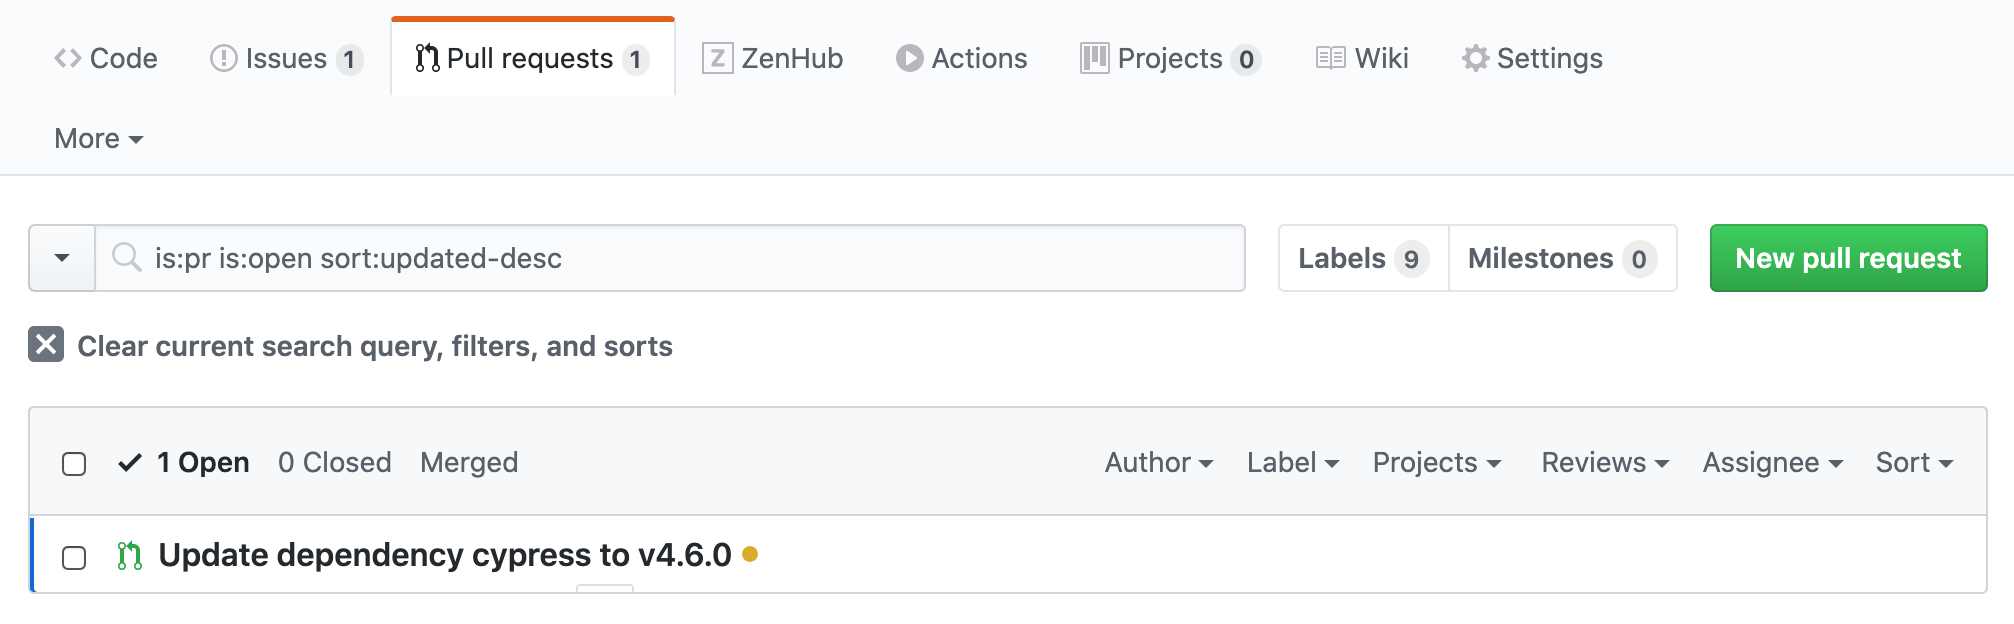 Code Issues 1 Pull requests 1 ZenHub Actions Projects 0 Wiki Settings
More
is:pr is:open sort:updated-desc Labels 9 Milestones 0 New pull request
Clear current search query, filters, and sorts
1 Open 0 Closed Merged Author Label Projects Reviews Assignee Sort
Update dependency cypress to v4.6.0